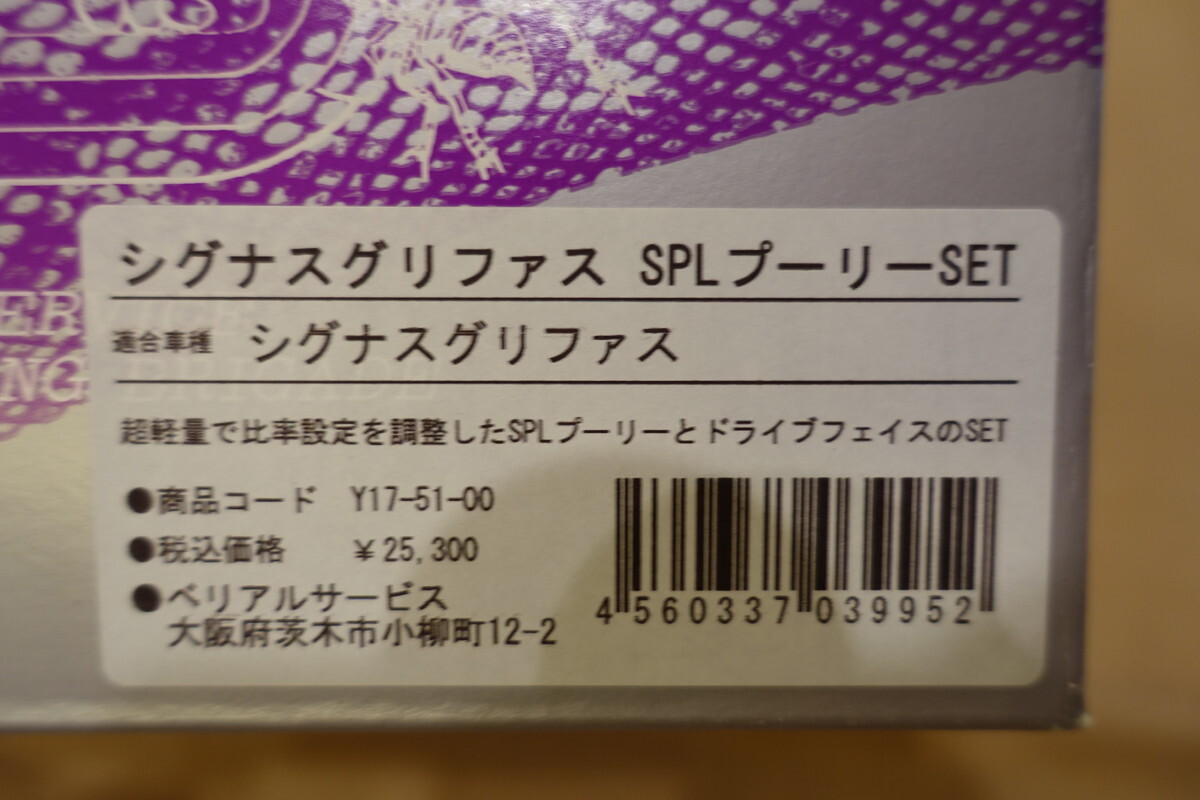 シグナスグリファス SPLプーリーSET
適合車種 シグナスグリファス
超軽量で比率設定を調整したSPLプーリーとドライブフェイスのSET
●商品コード Y17-51-00
●税込価格 ¥25,300
●ベリアルサービス
大阪府茨木市小柳町12-2
4560337039952